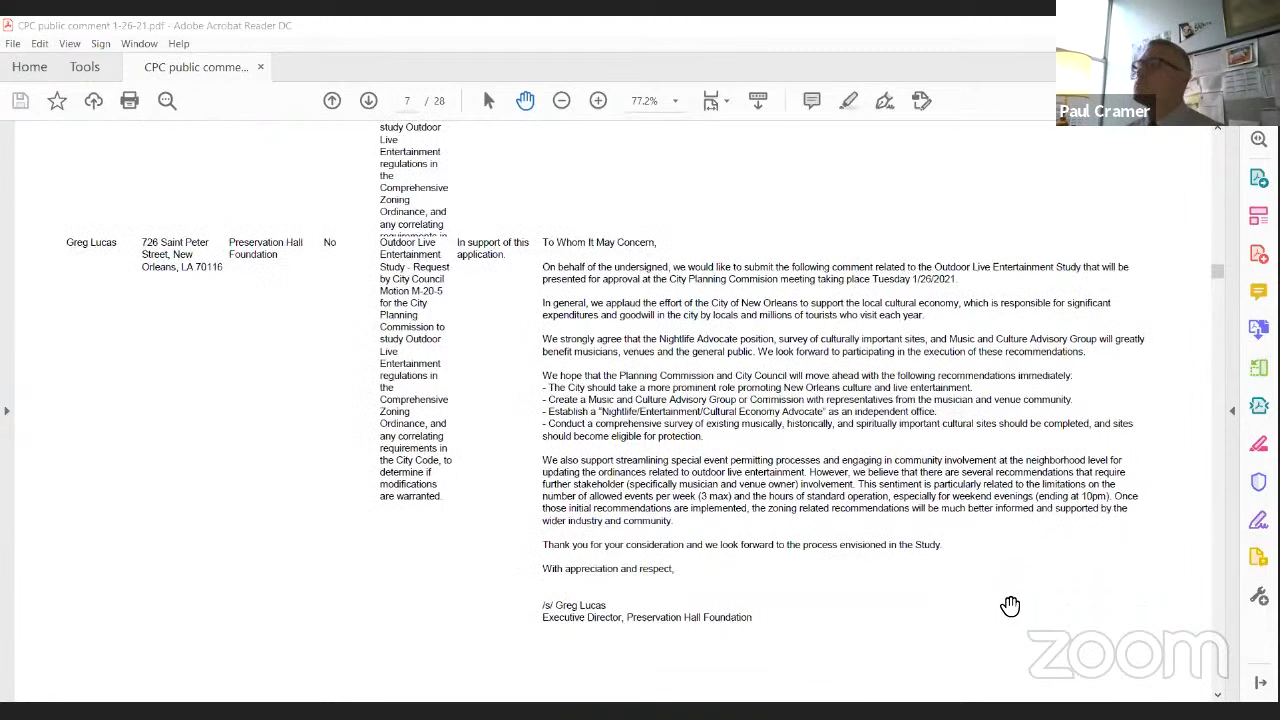 CPC public comment 1-26-21.pdf - Adobe Acrobat Reader DC
File Edit View Sign Window Help
Home Tools CPC public comme... ×
7 / 28 77.2%
Paul Cramer
study Outdoor
Live
Entertainment
regulations in
the
Comprehensive
Zoning
Ordinance, and
any correlating
requirements in
Greg Lucas
726 Saint Peter
Street, New
Orleans, LA 70116
Preservation Hall
Foundation
No
Outdoor Live
Entertainment
Study - Request
by City Council
Motion M-20-5
for the City
Planning
Commission to
study Outdoor
Live
Entertainment
regulations in
the
Comprehensive
Zoning
Ordinance, and
any correlating
requirements in
the City Code, to
determine if
modifications
are warranted.
In support of this
application.
To Whom It May Concern,
On behalf of the undersigned, we would like to submit the following comment related to the Outdoor Live Entertainment Study that will be
presented for approval at the City Planning Commision meeting taking place Tuesday 1/26/2021.
In general, we applaud the effort of the City of New Orleans to support the local cultural economy, which is responsible for significant
expenditures and goodwill in the city by locals and millions of tourists who visit each year.
We strongly agree that the Nightlife Advocate position, survey of culturally important sites, and Music and Culture Advisory Group will greatly
benefit musicians, venues and the general public. We look forward to participating in the execution of these recommendations.
We hope that the Planning Commission and City Council will move ahead with the following recommendations immediately:
- The City should take a more prominent role promoting New Orleans culture and live entertainment.
- Create a Music and Culture Advisory Group or Commission with representatives from the musician and venue community.
- Establish a "Nightlife/Entertainment/Cultural Economy Advocate" as an independent office.
- Conduct a comprehensive survey of existing musically, historically, and spiritually important cultural sites should be completed, and sites
should become eligible for protection.
We also support streamlining special event permitting processes and engaging in community involvement at the neighborhood level for
updating the ordinances related to outdoor live entertainment. However, we believe that there are several recommendations that require
further stakeholder (specifically musician and venue owner) involvement. This sentiment is particularly related to the limitations on the
number of allowed events per week (3 max) and the hours of standard operation, especially for weekend evenings (ending at 10pm). Once
those initial recommendations are implemented, the zoning related recommendations will be much better informed and supported by the
wider industry and community.
Thank you for your consideration and we look forward to the process envisioned in the Study.
With appreciation and respect,
/s/ Greg Lucas
Executive Director, Preservation Hall Foundation
zoom